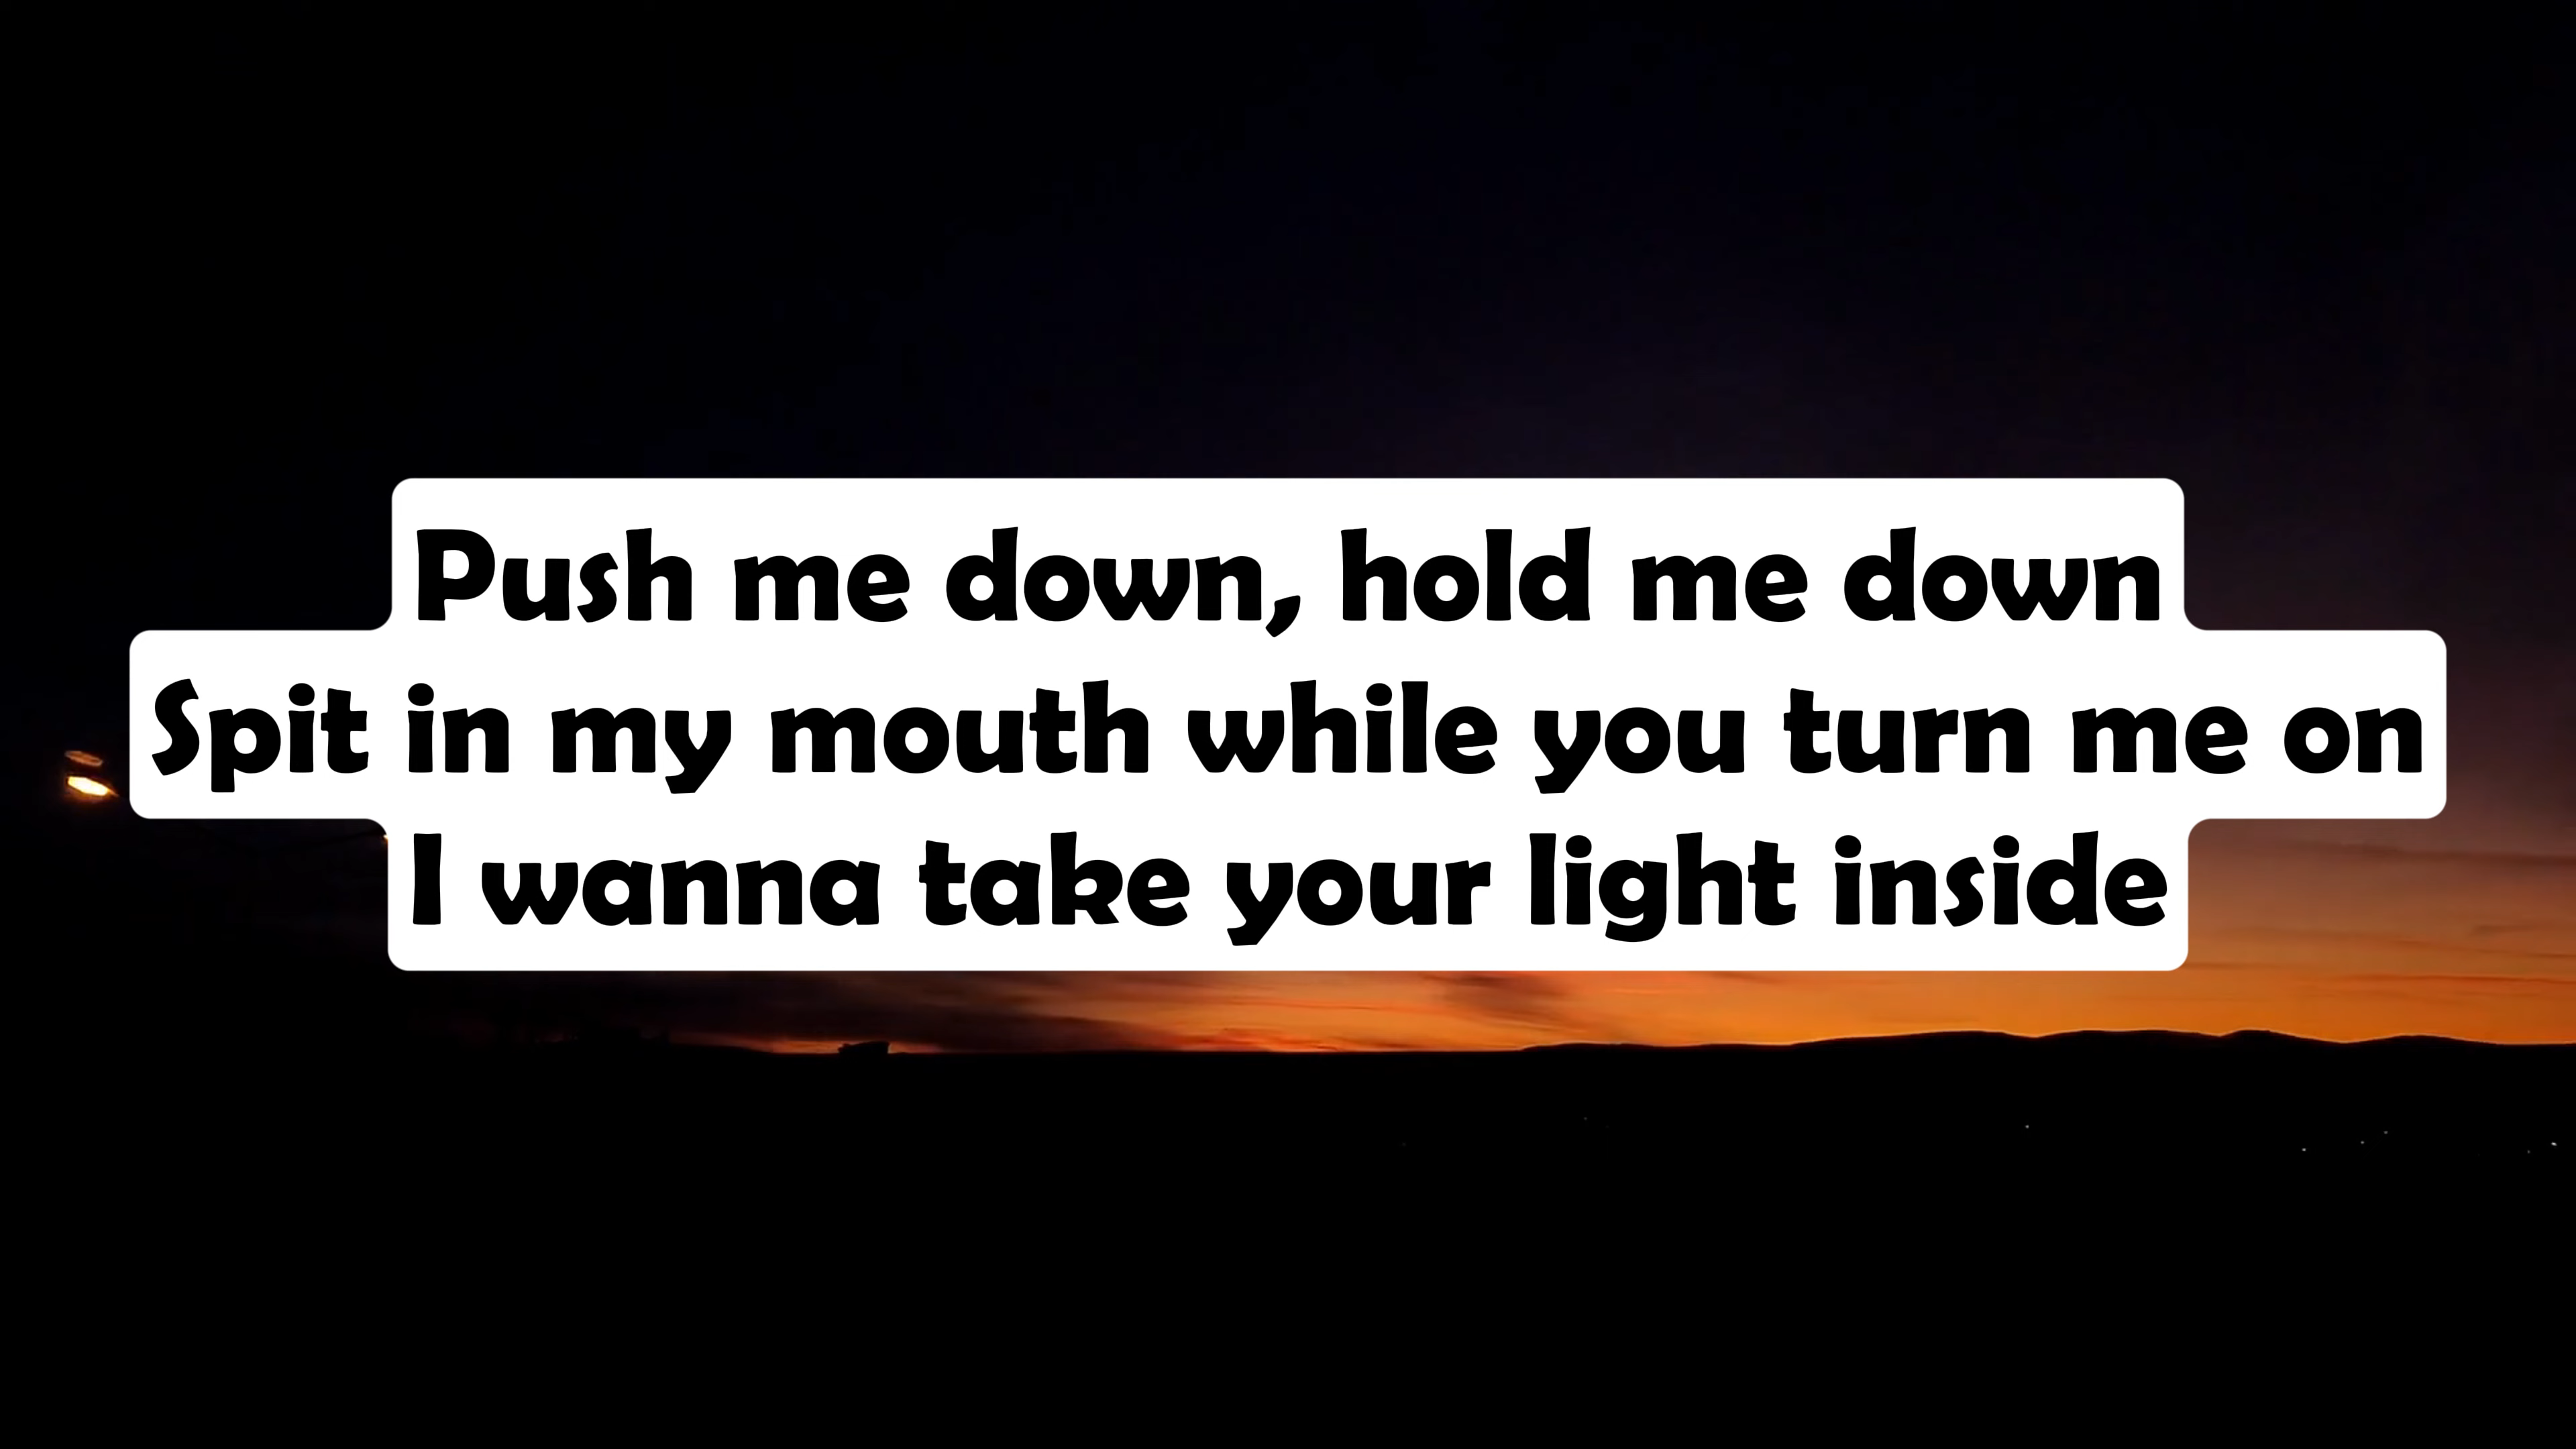 Push me down, hold me down
Spit in my mouth while you turn me on
I wanna take your light inside